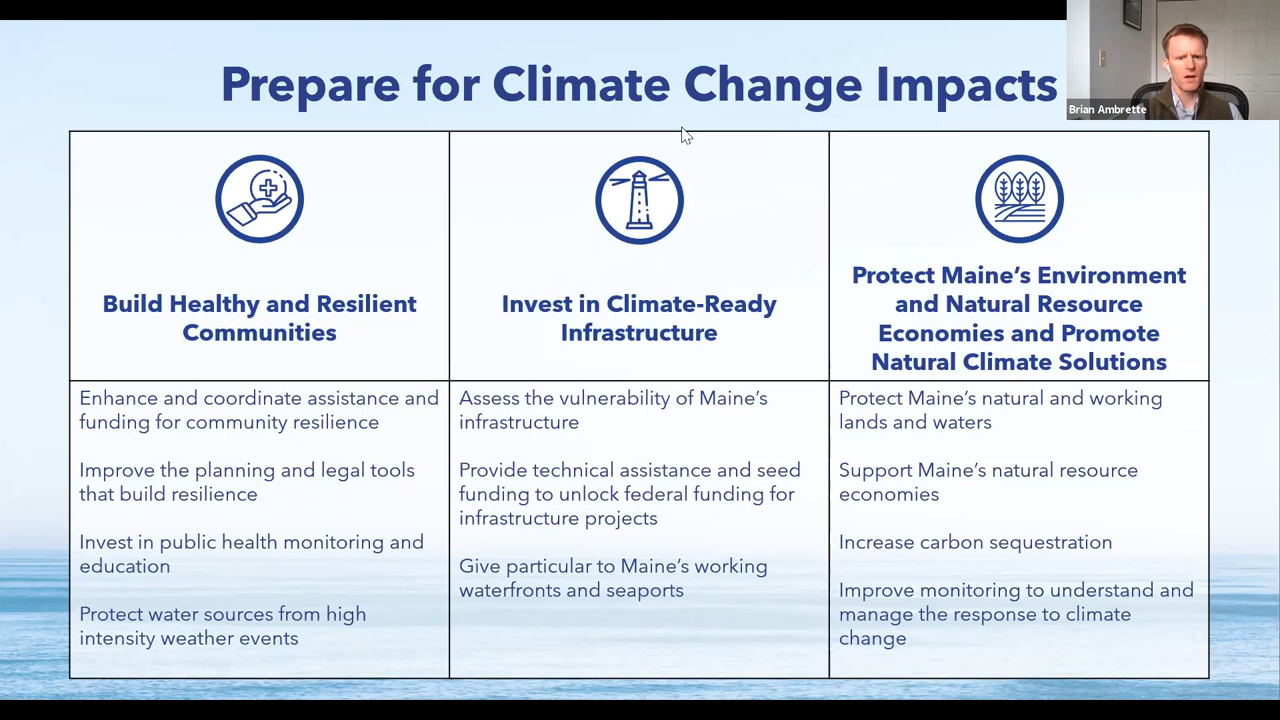 Prepare for Climate Change Impacts
Brian Ambrette
Build Healthy and Resilient
Communities
Invest in Climate-Ready
Infrastructure
Protect Maine’s Environment
and Natural Resource
Economies and Promote
Natural Climate Solutions
Enhance and coordinate assistance and
funding for community resilience
Improve the planning and legal tools
that build resilience
Invest in public health monitoring and
education
Protect water sources from high
intensity weather events
Assess the vulnerability of Maine’s
infrastructure
Provide technical assistance and seed
funding to unlock federal funding for
infrastructure projects
Give particular to Maine’s working
waterfronts and seaports
Protect Maine’s natural and working
lands and waters
Support Maine’s natural resource
economies
Increase carbon sequestration
Improve monitoring to understand and
manage the response to climate
change